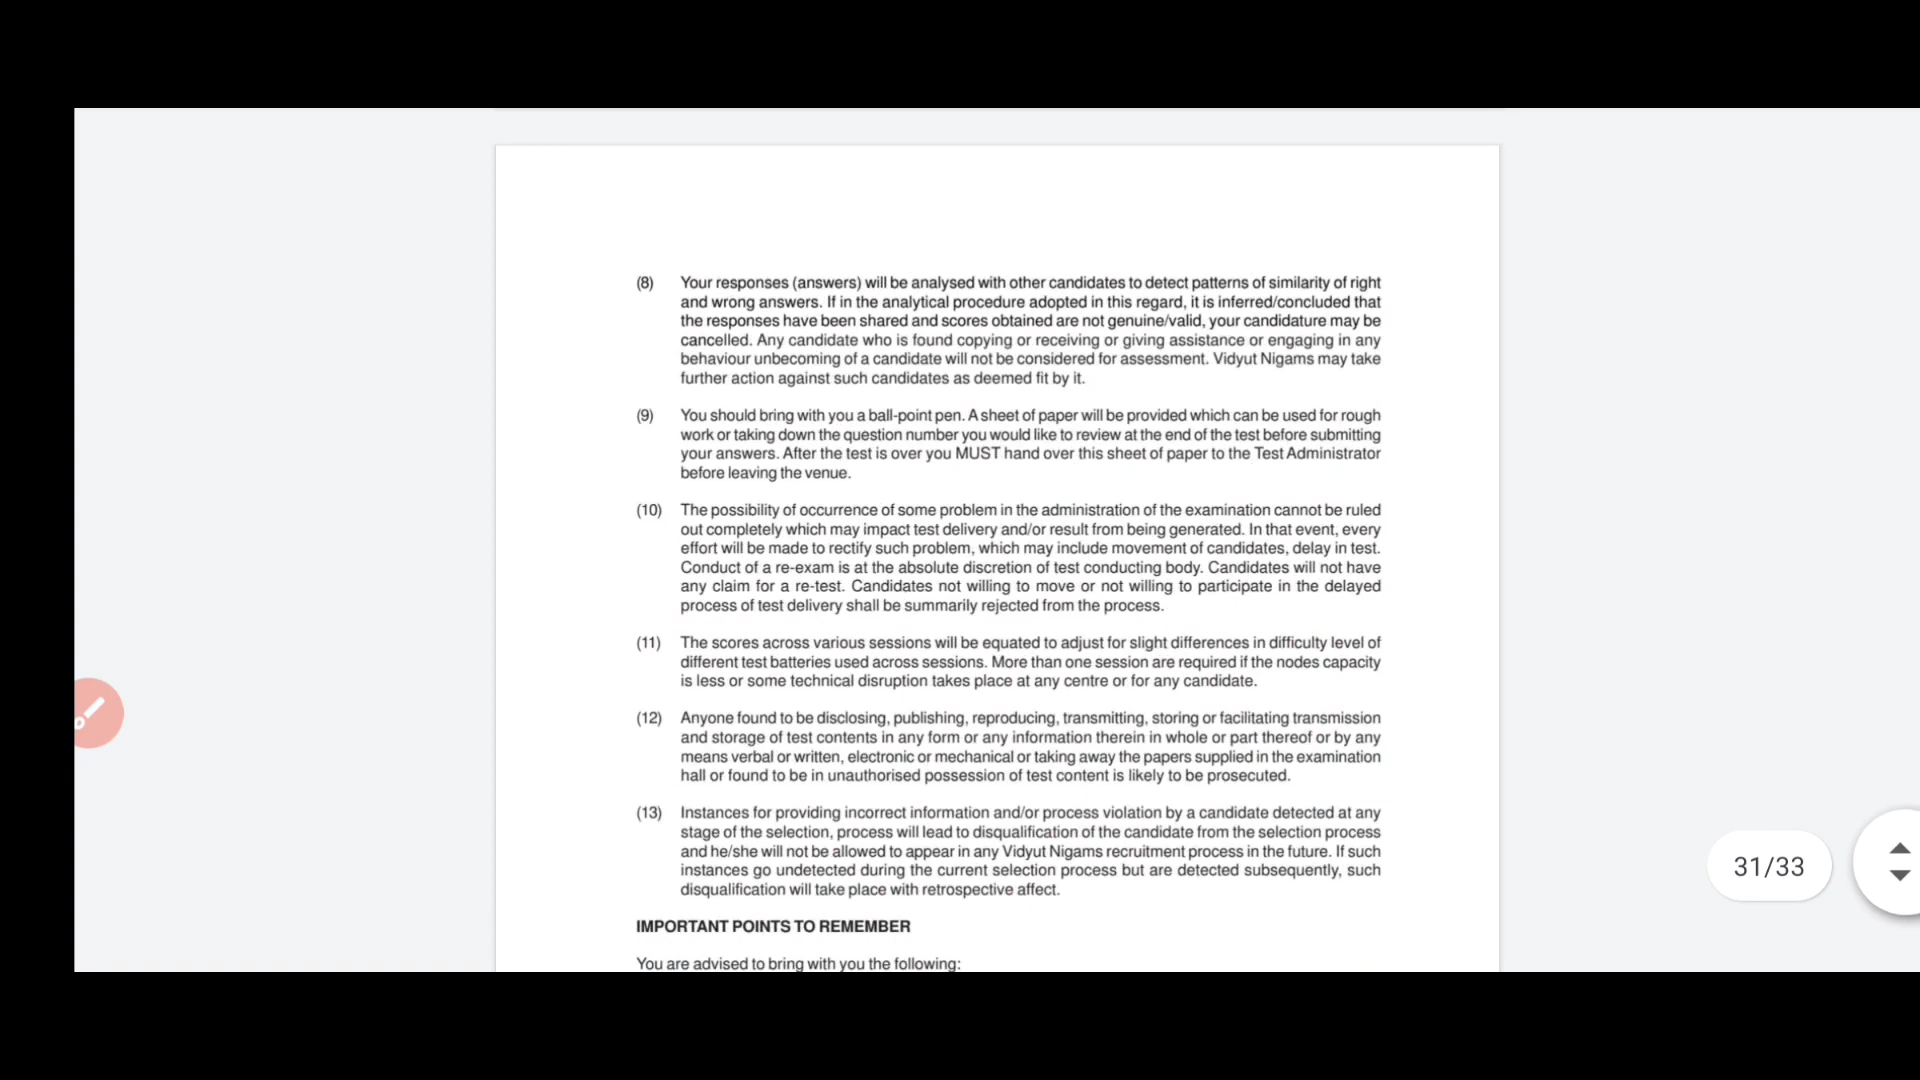 (8) Your responses (answers) will be analysed with other candidates to detect patterns of similarity of right
and wrong answers. If in the analytical procedure adopted in this regard, it is inferred/concluded that
the responses have been shared and scores obtained are not genuine/valid, your candidature may be
cancelled. Any candidate who is found copying or receiving or giving assistance or engaging in any
behaviour unbecoming of a candidate will not be considered for assessment. Vidyut Nigams may take
further action against such candidates as deemed fit by it.
(9) You should bring with you a ball-point pen. A sheet of paper will be provided which can be used for rough
work or taking down the question number you would like to review at the end of the test before submitting
your answers. After the test is over you MUST hand over this sheet of paper to the Test Administrator
before leaving the venue.
(10) The possibility of occurrence of some problem in the administration of the examination cannot be ruled
out completely which may impact test delivery and/or result from being generated. In that event, every
effort will be made to rectify such problem, which may include movement of candidates, delay in test.
Conduct of a re-exam is at the absolute discretion of test conducting body. Candidates will not have
any claim for a re-test. Candidates not willing to move or not willing to participate in the delayed
process of test delivery shall be summarily rejected from the process.
(11) The scores across various sessions will be equated to adjust for slight differences in difficulty level of
different test batteries used across sessions. More than one session are required if the nodes capacity
is less or some technical disruption takes place at any centre or for any candidate.
(12) Anyone found to be disclosing, publishing, reproducing, transmitting, storing or facilitating transmission
and storage of test contents in any form or any information therein in whole or part thereof or by any
means verbal or written, electronic or mechanical or taking away the papers supplied in the examination
hall or found to be in unauthorised possession of test content is likely to be prosecuted.
(13) Instances for providing incorrect information and/or process violation by a candidate detected at any
stage of the selection, process will lead to disqualification of the candidate from the selection process
and he/she will not be allowed to appear in any Vidyut Nigams recruitment process in the future. If such
instances go undetected during the current selection process but are detected subsequently, such
disqualification will take place with retrospective affect.
31/33
IMPORTANT POINTS TO REMEMBER
You are advised to bring with you the following: